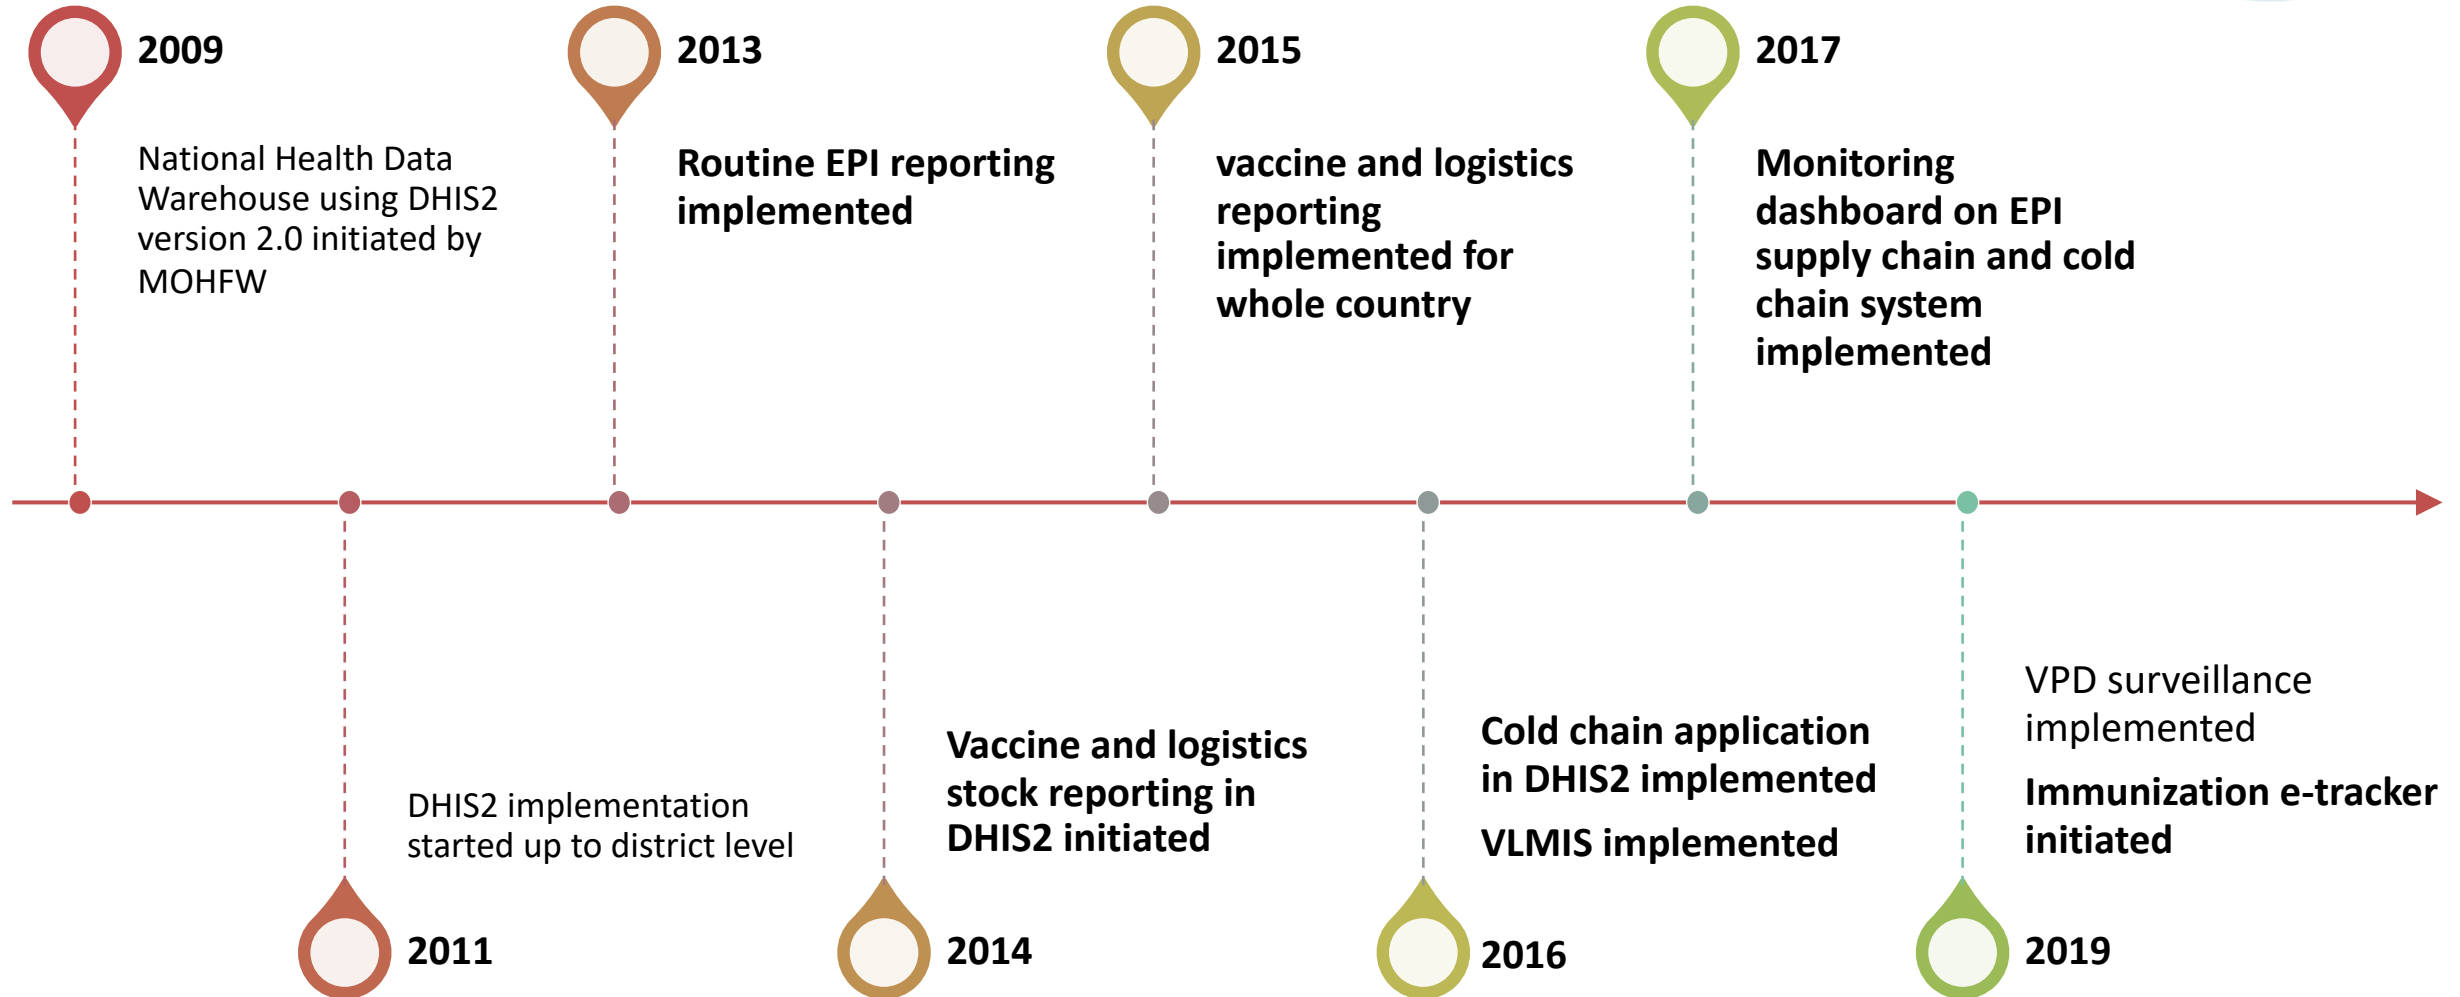 2009
National Health Data
Warehouse using DHIS2
version 2.0 initiated by
MOHFW
2013
Routine EPI reporting
implemented
2015
vaccine and logistics
reporting
implemented for
whole country
2017
Monitoring
dashboard on EPI
supply chain and cold
chain system
implemented
DHIS2 implementation
started up to district level
2011
Vaccine and logistics
stock reporting in
DHIS2 initiated
2014
Cold chain application
in DHIS2 implemented
VLMIS implemented
2016
VPD surveillance
implemented
Immunization e-tracker
initiated
2019